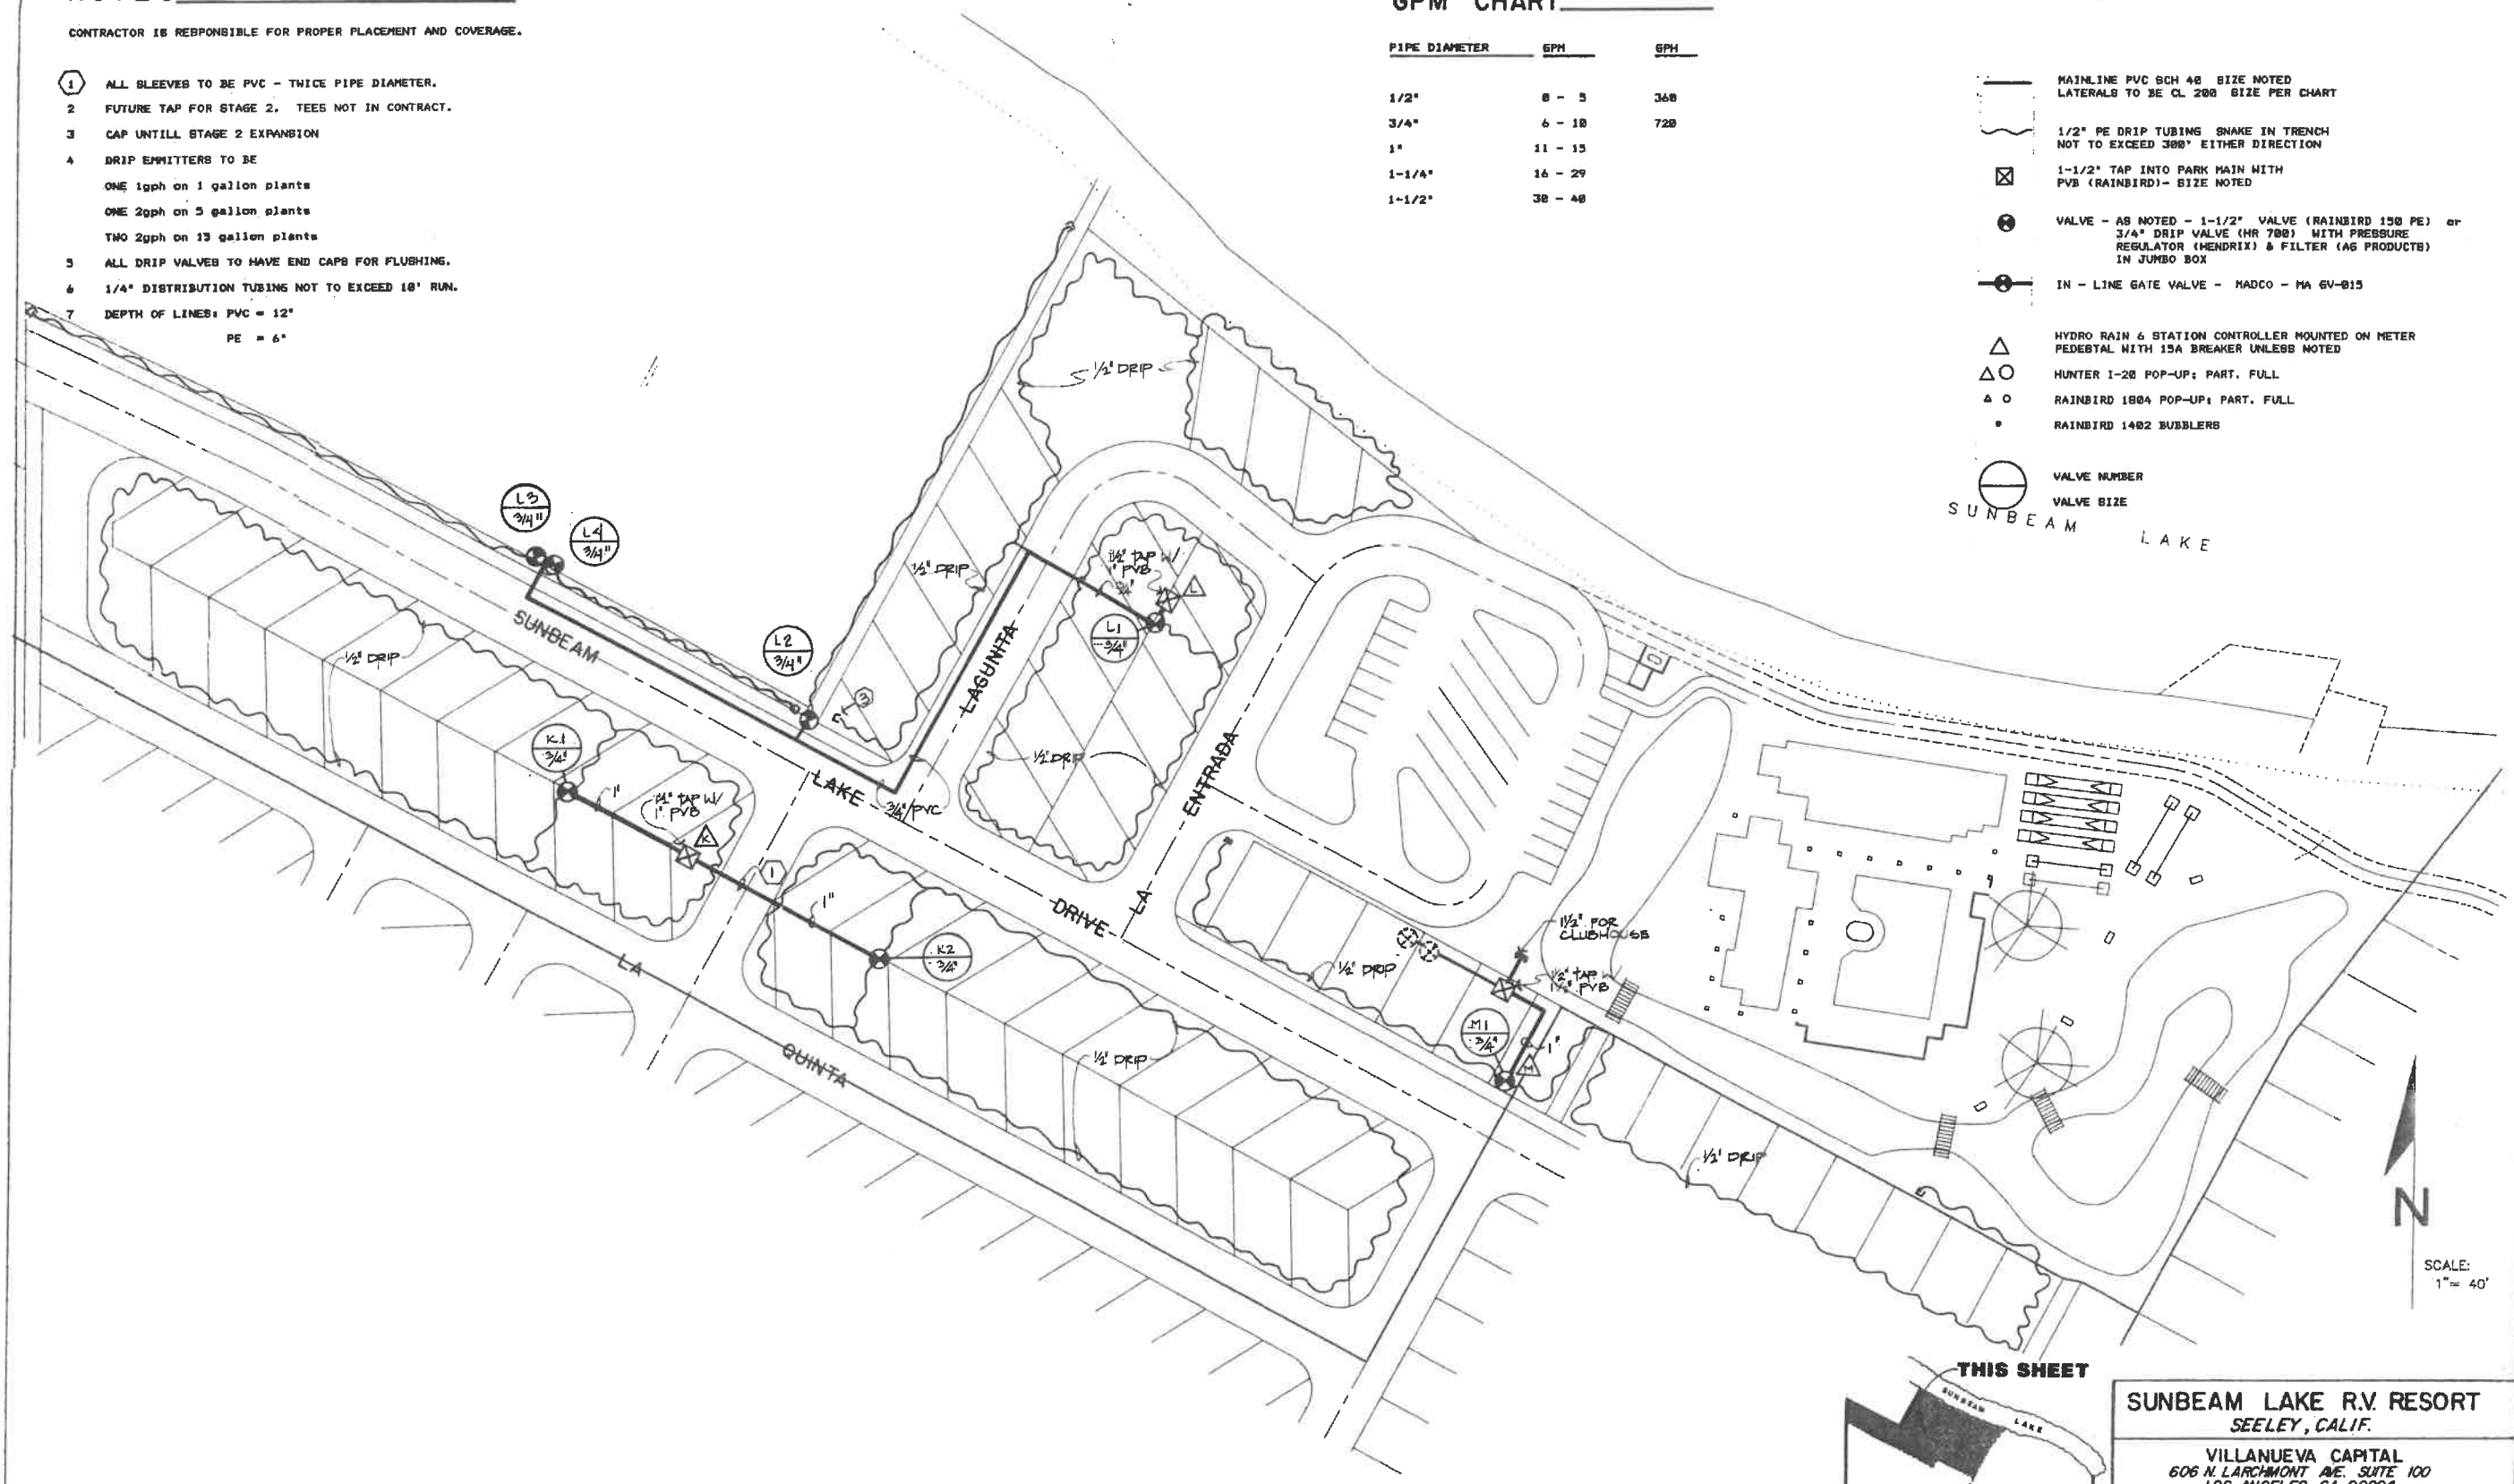 CONTRACTOR IS RESPONSIBLE FOR PROPER PLACEMENT AND COVERAGE.
1 ALL SLEEVES TO BE PVC - TWICE PIPE DIAMETER.
2 FUTURE TAP FOR STAGE 2. TEES NOT IN CONTRACT.
3 CAP UNTILL STAGE 2 EXPANSION
4 DRIP EMMITTERS TO BE
ONE 1gph on 1 gallon plants
ONE 2gph on 5 gallon plants
TWO 2gph on 15 gallon plants
5 ALL DRIP VALVES TO HAVE END CAPS FOR FLUSHING.
6 1/4" DISTRIBUTION TUBING NOT TO EXCEED 10' RUN.
7 DEPTH OF LINES: PVC = 12"
PE = 6"
GPM CHART
PIPE DIAMETER GPM GPH
1/2" 0 - 5 360
3/4" 6 - 10 720
1" 11 - 15
1-1/4" 16 - 29
1-1/2" 30 - 40
MAINLINE PVC SCH 40 SIZE NOTED
LATERALS TO BE CL 200 SIZE PER CHART
1/2" PE DRIP TUBING SNAKE IN TRENCH
NOT TO EXCEED 300' EITHER DIRECTION
1-1/2" TAP INTO PARK MAIN WITH
PVB (RAINBIRD)- SIZE NOTED
VALVE - AS NOTED - 1-1/2" VALVE (RAINBIRD 150 PE) or
3/4" DRIP VALVE (HR 700) WITH PRESSURE
REGULATOR (HENDRIX) & FILTER (AG PRODUCTS)
IN JUMBO BOX
IN - LINE GATE VALVE - MADCO - MA GV-015
HYDRO RAIN 6 STATION CONTROLLER MOUNTED ON METER
PEDESTAL WITH 15A BREAKER UNLESS NOTED
HUNTER I-20 POP-UP: PART. FULL
RAINBIRD 1804 POP-UP: PART. FULL
RAINBIRD 1402 BUBBLERS
VALVE NUMBER
VALVE SIZE
SUNBEAM LAKE
1/2" DRIP
L3
3/4"
L4
3/4"
1/2" DRIP
1 1/2" TAP W/
1" PVB
3/4"
L
L1
3/4"
L2
3/4"
3
1/2" DRIP
K1
3/4"
1"
1 1/2" TAP W/
1" PVB
K
1
1"
K2
3/4"
3/4" PVC
1/2" DRIP
SUNBEAM LAKE DRIVE
LAGUNITA
LA ENTRADA
LA QUINTA
1/2" DRIP
1/2" DRIP
1 1/2" FOR
CLUBHOUSE
1 1/2" TAP W/
1 1/2" PVB
M1
3/4"
1"
M
1/2" DRIP
N
SCALE:
1"= 40'
THIS SHEET
SUNBEAM LAKE
SUNBEAM LAKE R.V. RESORT
SEELEY, CALIF.
VILLANUEVA CAPITAL
606 N. LARCHMONT AVE. SUITE 100